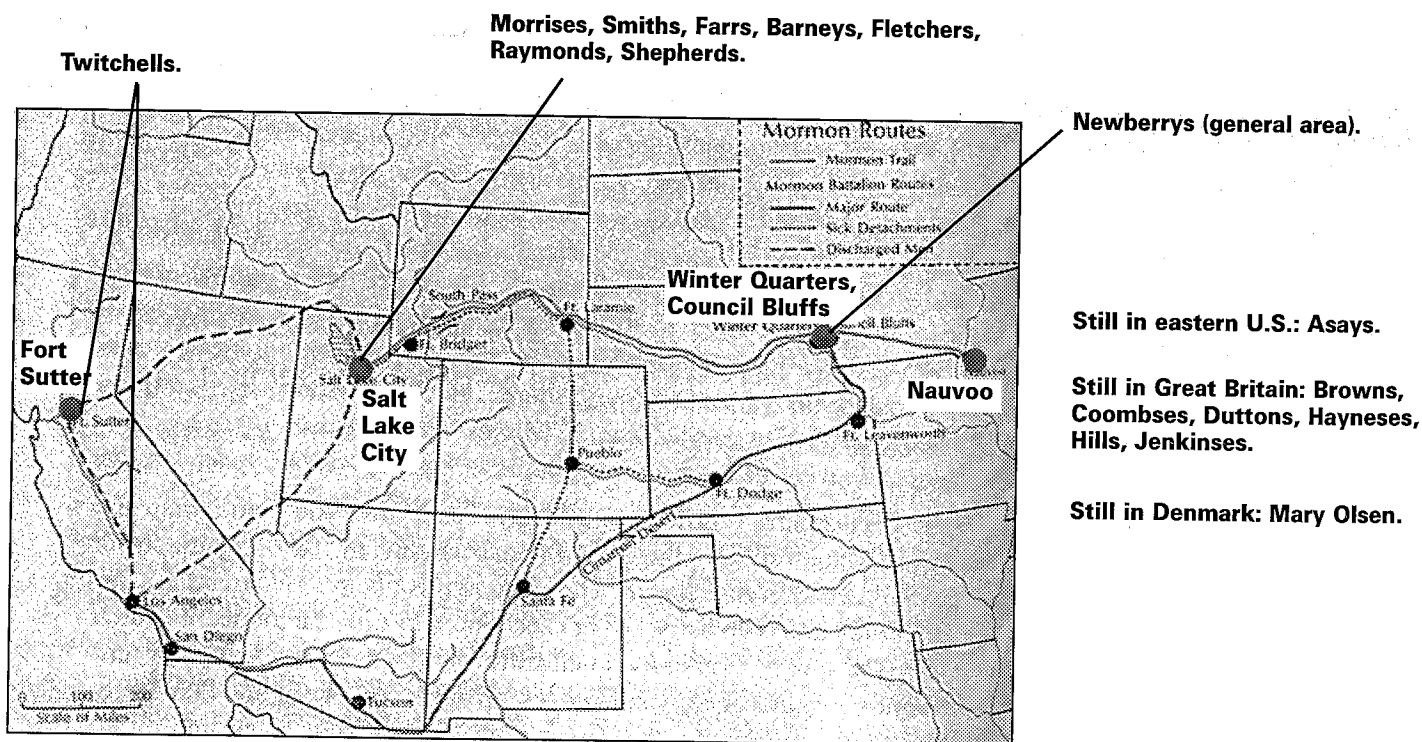 Morrises, Smiths, Farrs, Barneys, Fletchers,
Raymonds, Shepherds.
Twitchells.
Newberrys (general area).
Mormon Routes
Mormon Trail
Mormon Battalion Routes
Major Route
Sick Detachments
Discharged Men
Winter Quarters,
Council Bluffs
South Pass
Ft. Laramie
Winter Quarters
Council Bluffs
Ft. Bridger
Fort
Sutter
Salt Lake City
Salt
Lake
City
Nauvoo
Ft. Sutter
Ft. Leavenworth
Pueblo
Ft. Dodge
Cimarron Desert
Santa Fe
Los Angeles
San Diego
Tucson
0 100 200
Scale of Miles
Still in eastern U.S.: Asays.
Still in Great Britain: Browns,
Coombses, Duttons, Hayneses,
Hills, Jenkinses.
Still in Denmark: Mary Olsen.